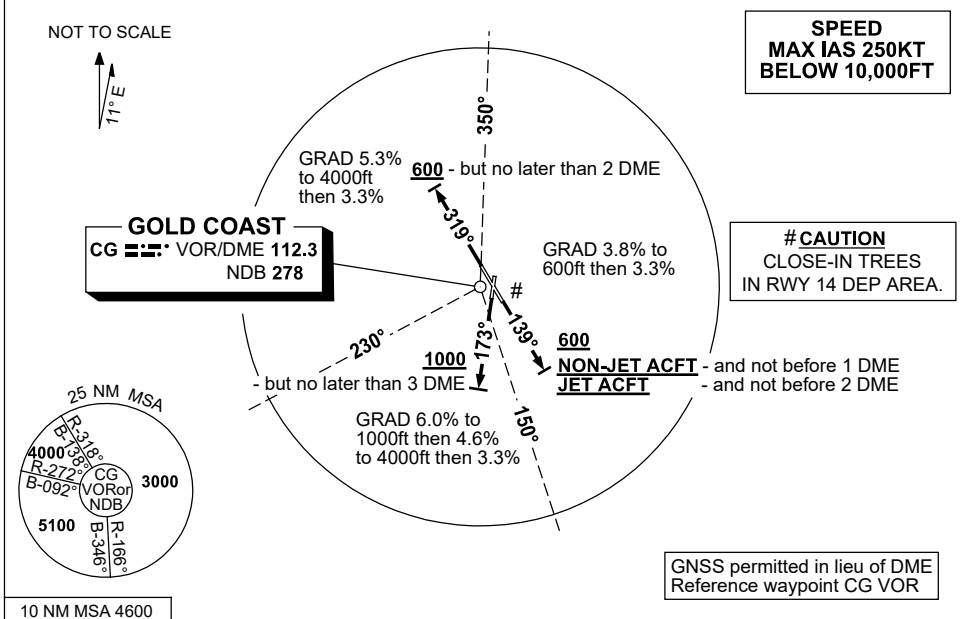 NOT TO SCALE
11° E
SPEED
MAX IAS 250KT
BELOW 10,000FT
350°
GRAD 5.3%
to 4000ft
then 3.3%
600 - but no later than 2 DME
319°
GOLD COAST
CG VOR/DME 112.3
NDB 278
GRAD 3.8% to
600ft then 3.3%
#
# CAUTION
CLOSE-IN TREES
IN RWY 14 DEP AREA.
230°
173°
139°
150°
1000
- but no later than 3 DME
600
NON-JET ACFT - and not before 1 DME
JET ACFT - and not before 2 DME
GRAD 6.0% to
1000ft then 4.6%
to 4000ft then 3.3%
25 NM MSA
R-318°
B-138°
4000
R-272°
B-092°
CG
VORor
NDB
3000
5100
R-166°
B-346°
10 NM MSA 4600
GNSS permitted in lieu of DME
Reference waypoint CG VOR